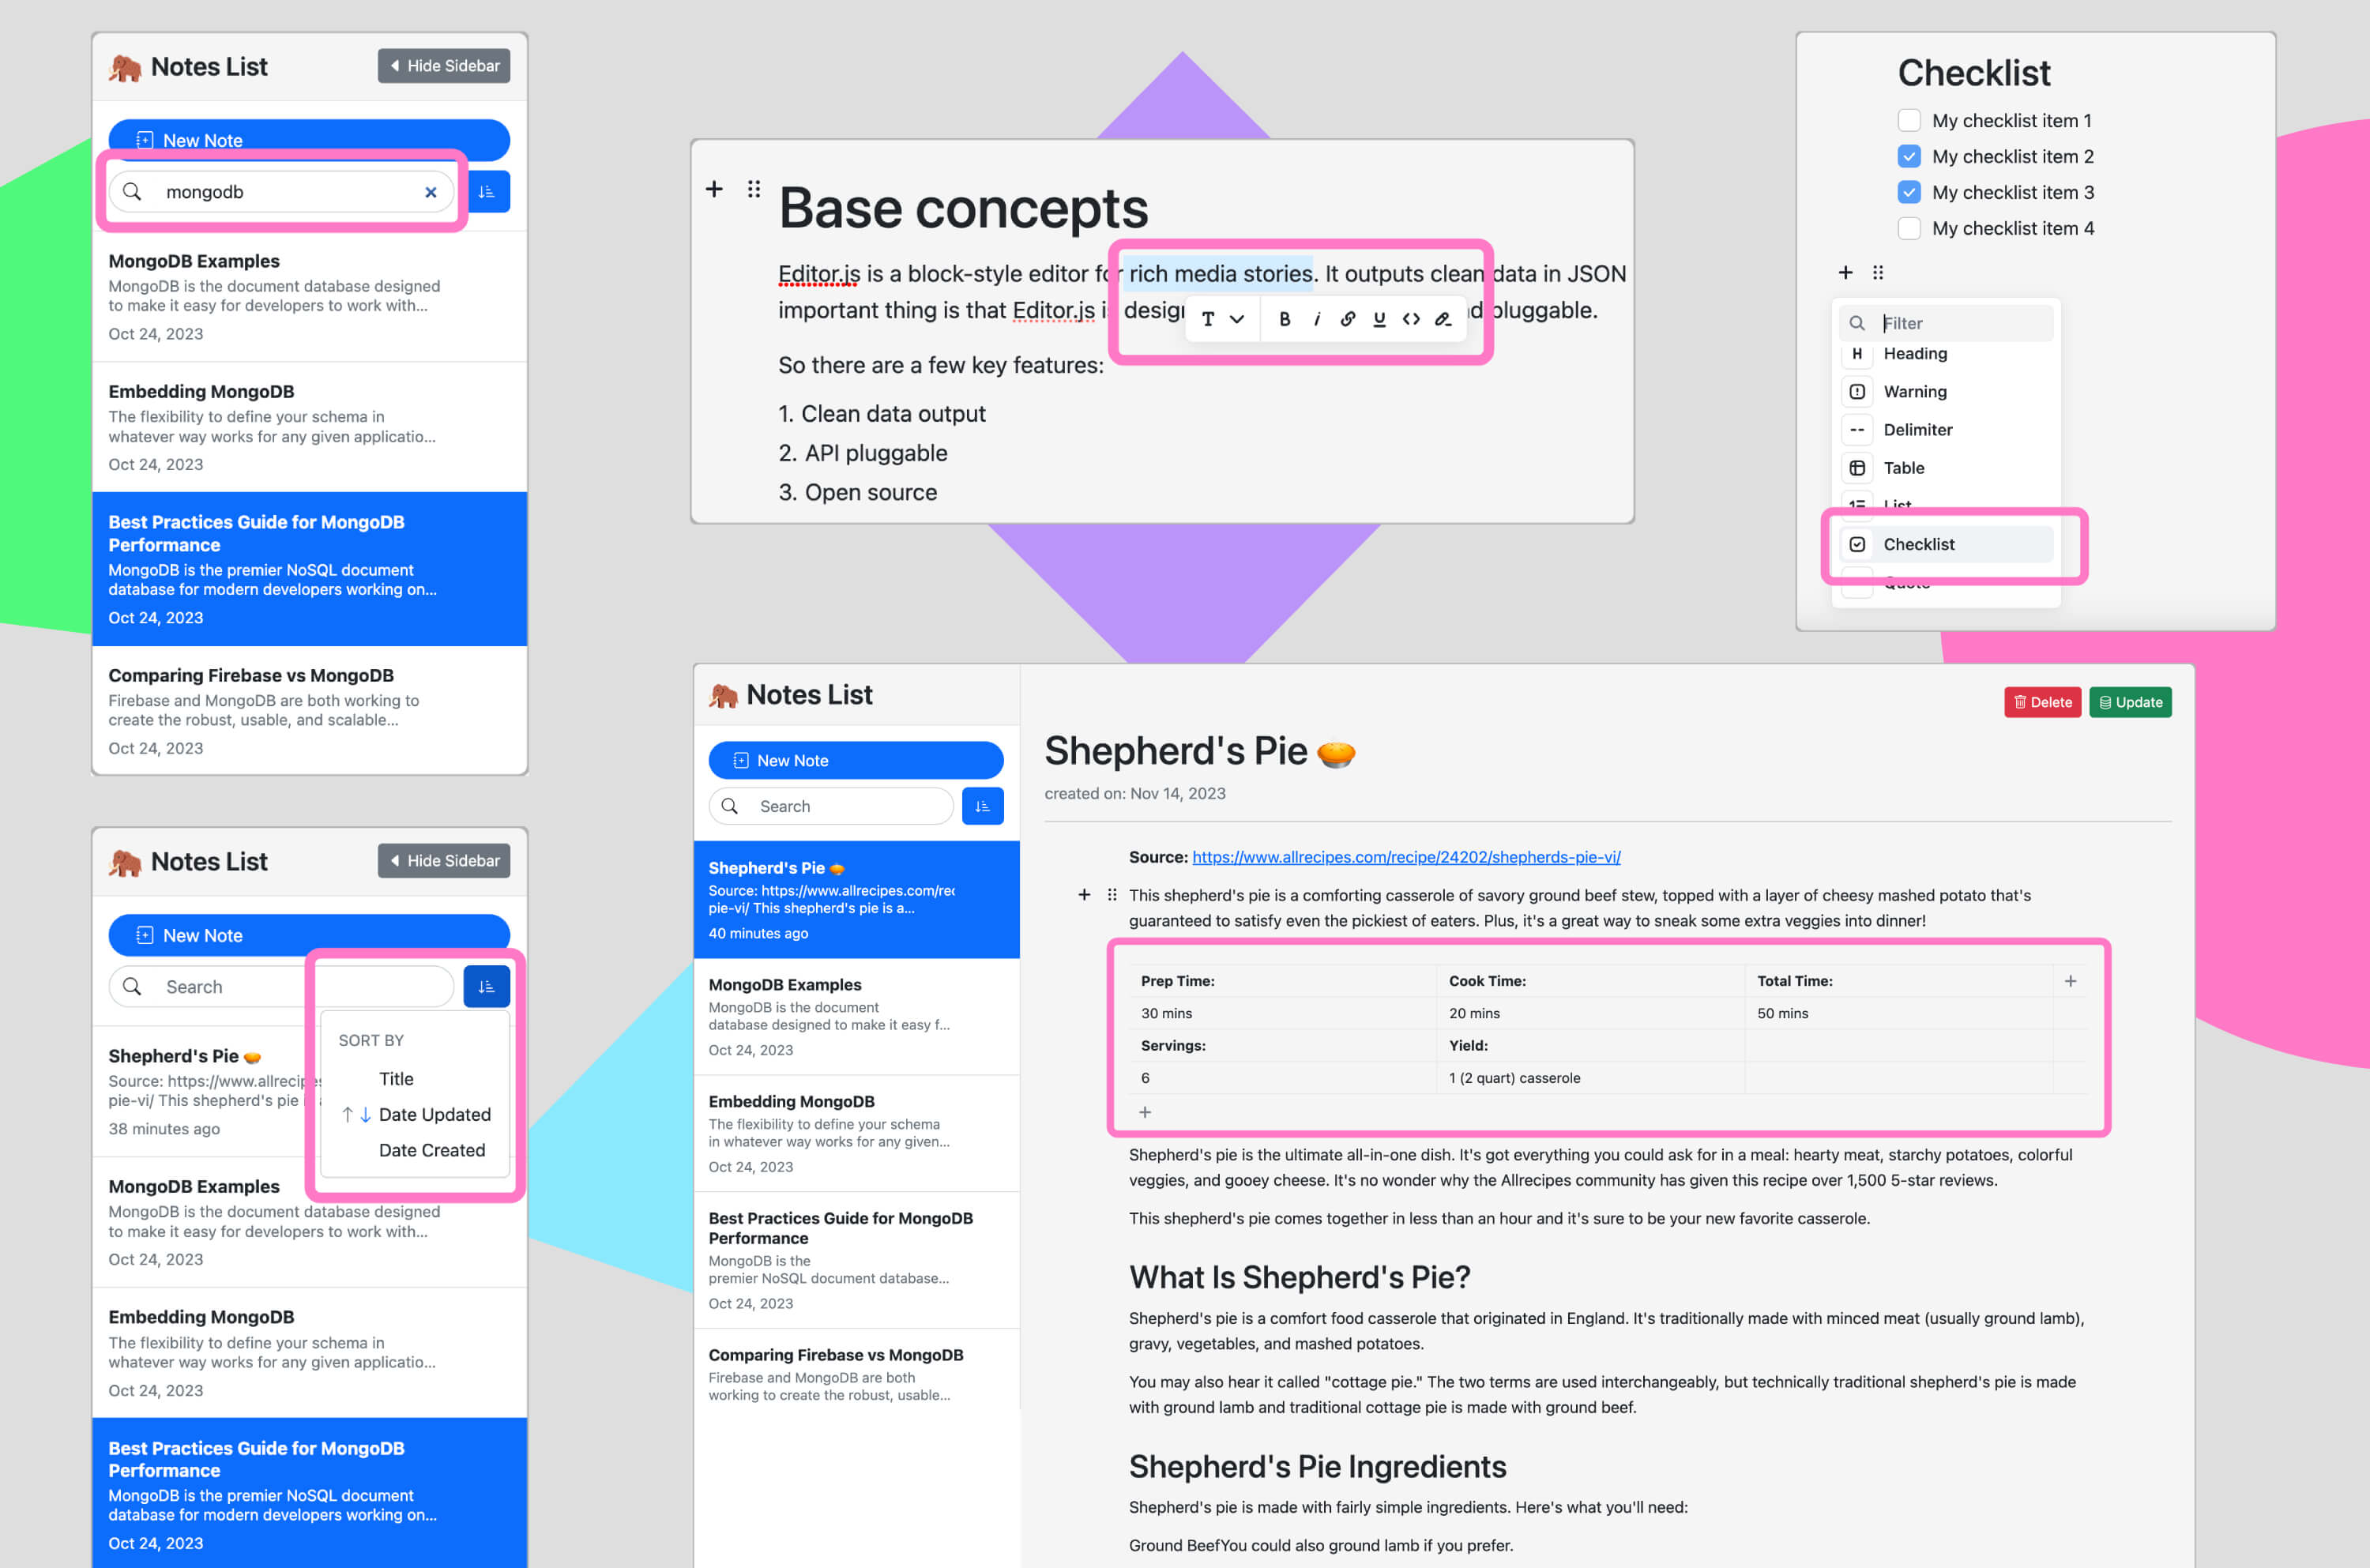 Notes List
Hide Sidebar
New Note
mongodb
MongoDB Examples
MongoDB is the document database designed
to make it easy for developers to work with...
Oct 24, 2023
Embedding MongoDB
The flexibility to define your schema in
whatever way works for any given applicatio...
Oct 24, 2023
Best Practices Guide for MongoDB
Performance
MongoDB is the premier NoSQL document
database for modern developers working on...
Oct 24, 2023
Comparing Firebase vs MongoDB
Firebase and MongoDB are both working to
create the robust, usable, and scalable...
Oct 24, 2023
Base concepts
Editor.js is a block-style editor for rich media stories. It outputs clean data in JSON
important thing is that Editor.js is desig
d pluggable.
So there are a few key features:
1. Clean data output
2. API pluggable
3. Open source
Checklist
My checklist item 1
My checklist item 2
My checklist item 3
My checklist item 4
Filter
Heading
Warning
Delimiter
Table
List
Checklist
Quote
Notes List
Hide Sidebar
New Note
Search
SORT BY
Title
Date Updated
Date Created
Shepherd's Pie
Source: https://www.allrecipes
pie-vi/ This shepherd's pie i
38 minutes ago
MongoDB Examples
MongoDB is the document database designed
to make it easy for developers to work with...
Oct 24, 2023
Embedding MongoDB
The flexibility to define your schema in
whatever way works for any given applicatio...
Oct 24, 2023
Best Practices Guide for MongoDB
Performance
MongoDB is the premier NoSQL document
database for modern developers working on...
Oct 24, 2023
Notes List
New Note
Search
Shepherd's Pie
Source: https://www.allrecipes.com/rec
pie-vi/ This shepherd's pie is a...
40 minutes ago
MongoDB Examples
MongoDB is the document
database designed to make it easy f...
Oct 24, 2023
Embedding MongoDB
The flexibility to define your schema
in whatever way works for any given...
Oct 24, 2023
Best Practices Guide for MongoDB
Performance
MongoDB is the
premier NoSQL document database...
Oct 24, 2023
Comparing Firebase vs MongoDB
Firebase and MongoDB are both
working to create the robust, usable...
Delete
Update
Shepherd's Pie
created on: Nov 14, 2023
Source: https://www.allrecipes.com/recipe/24202/shepherds-pie-vi/
This shepherd's pie is a comforting casserole of savory ground beef stew, topped with a layer of cheesy mashed potato that's
guaranteed to satisfy even the pickiest of eaters. Plus, it's a great way to sneak some extra veggies into dinner!
Prep Time: Cook Time: Total Time:
30 mins 20 mins 50 mins
Servings: Yield:
6 1 (2 quart) casserole
Shepherd's pie is the ultimate all-in-one dish. It's got everything you could ask for in a meal: hearty meat, starchy potatoes, colorful
veggies, and gooey cheese. It's no wonder why the Allrecipes community has given this recipe over 1,500 5-star reviews.
This shepherd's pie comes together in less than an hour and it's sure to be your new favorite casserole.
What Is Shepherd's Pie?
Shepherd's pie is a comfort food casserole that originated in England. It's traditionally made with minced meat (usually ground lamb),
gravy, vegetables, and mashed potatoes.
You may also hear it called "cottage pie." The two terms are used interchangeably, but technically traditional shepherd's pie is made
with ground lamb and traditional cottage pie is made with ground beef.
Shepherd's Pie Ingredients
Shepherd's pie is made with fairly simple ingredients. Here's what you'll need:
Ground BeefYou could also ground lamb if you prefer.